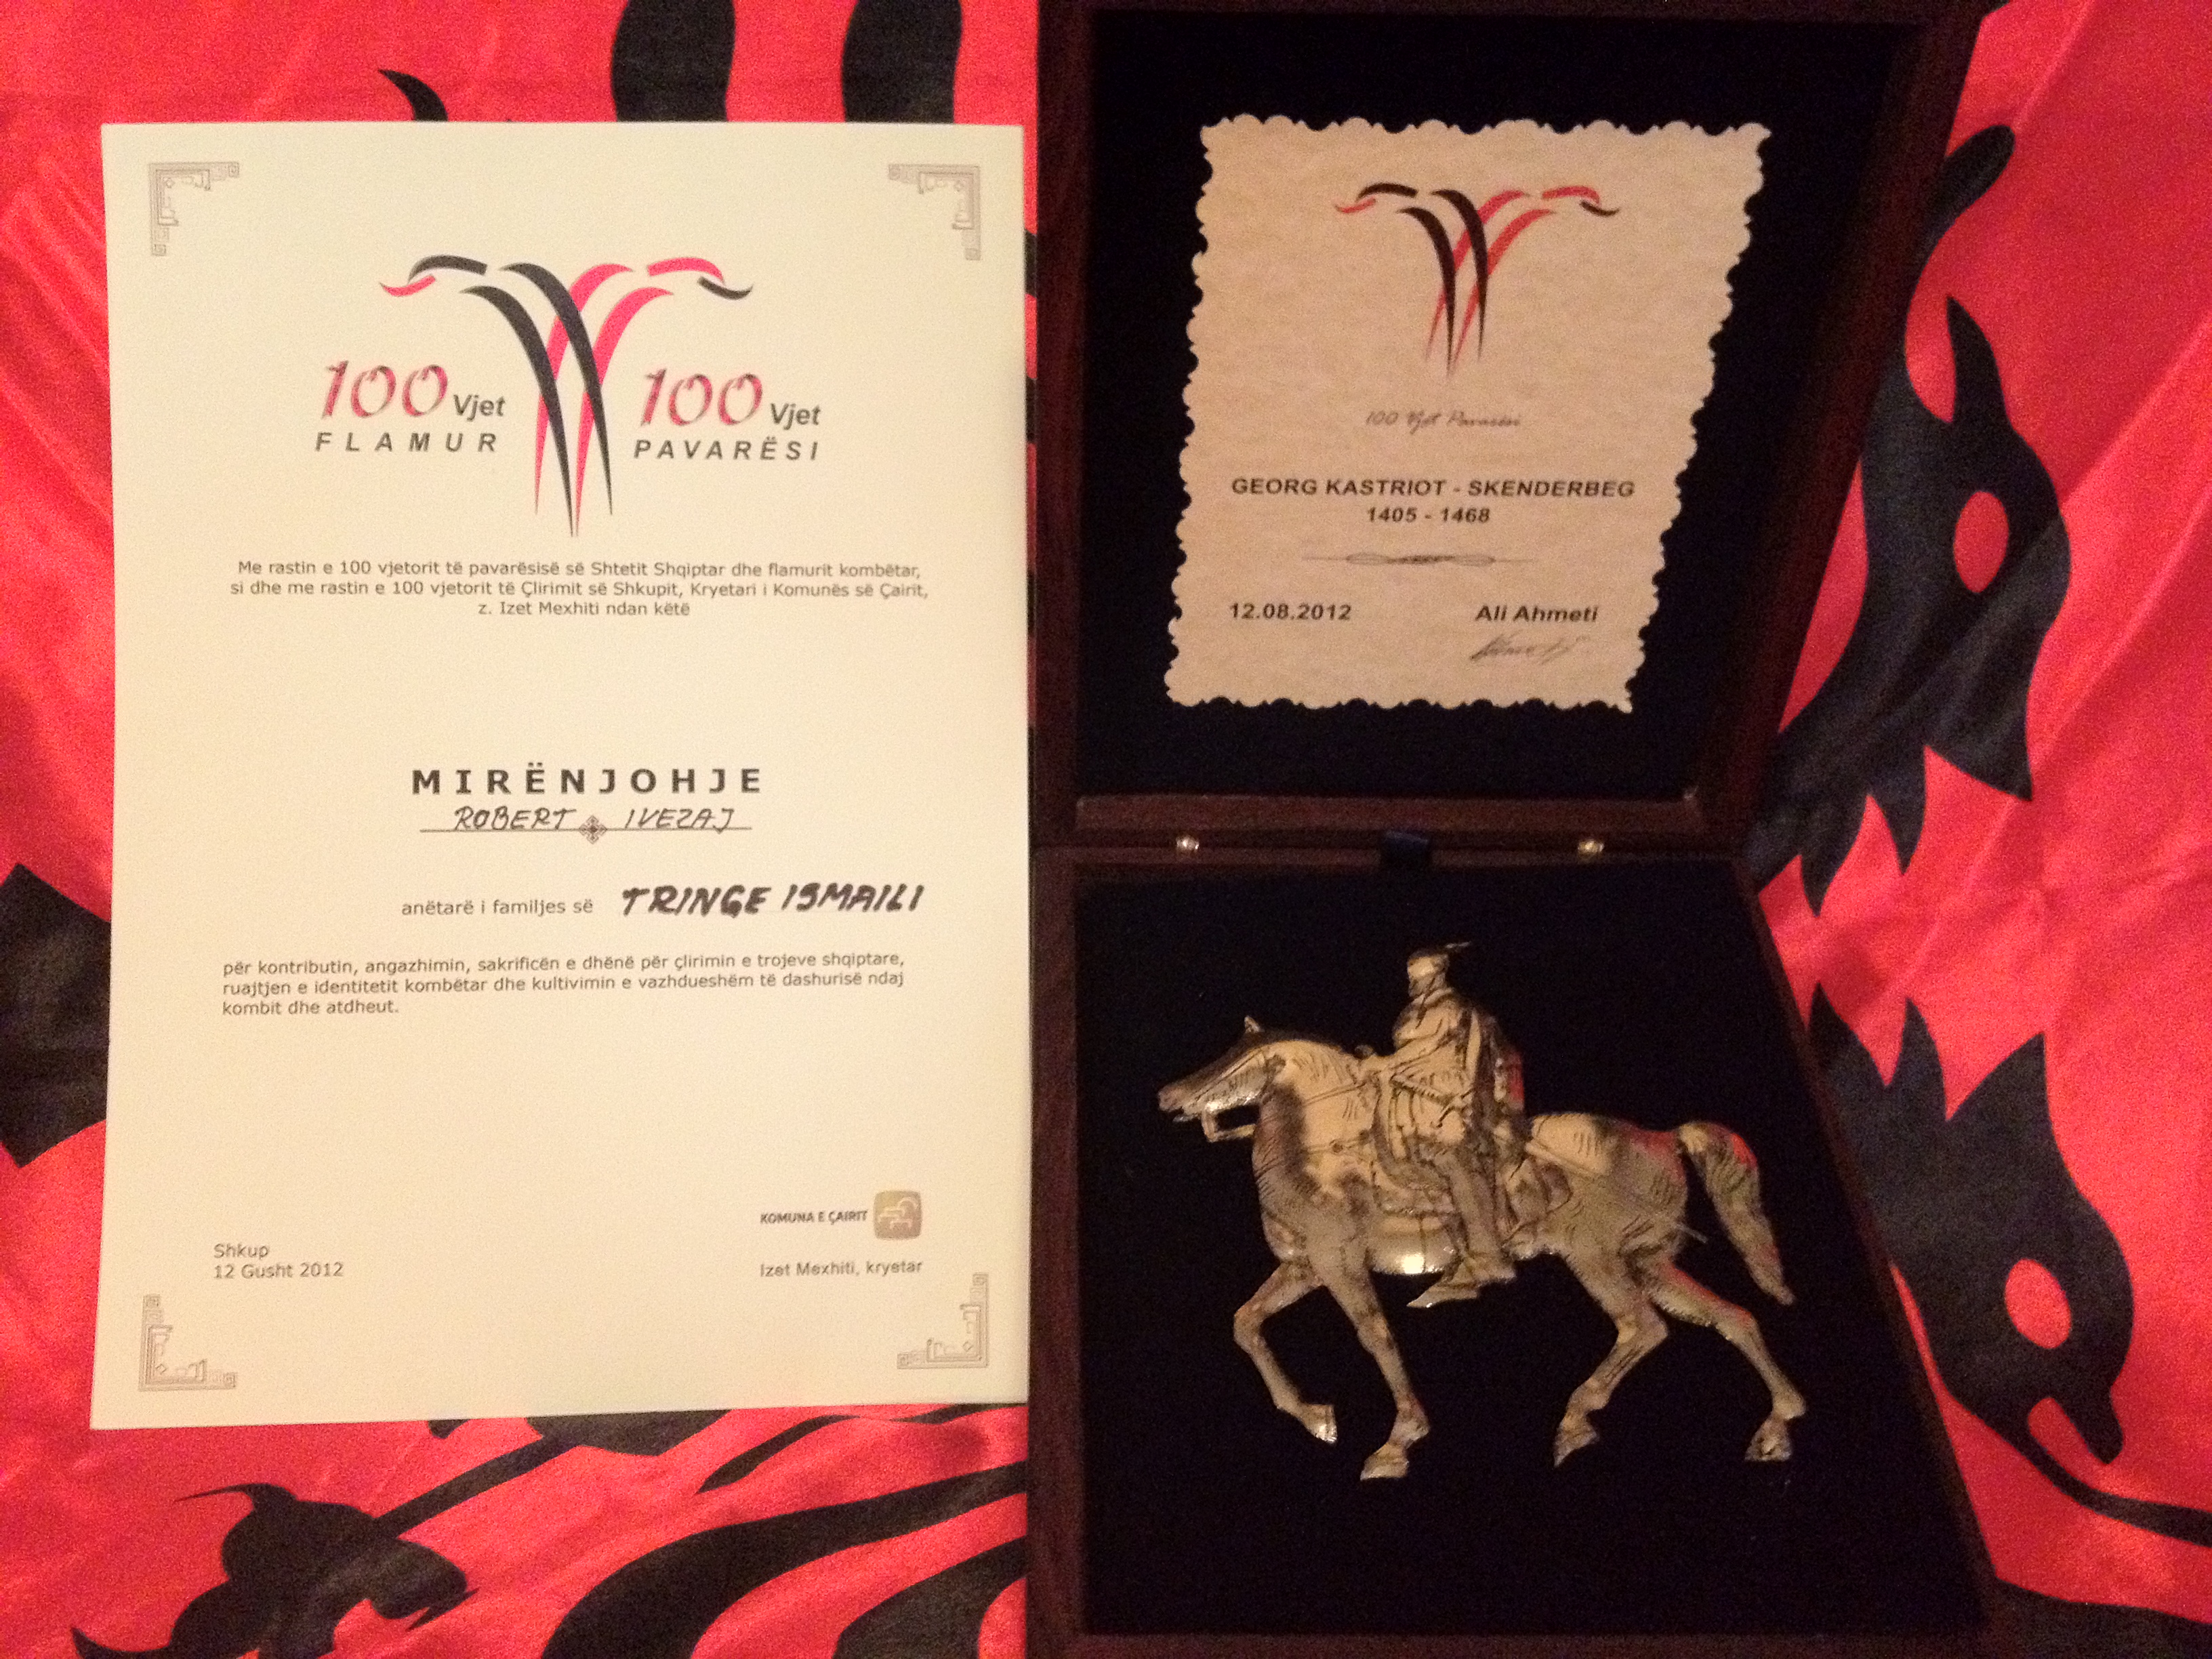 100 Vjet
FLAMUR
100 Vjet
PAVARËSI
Me rastin e 100 vjetorit të pavarësisë së Shtetit Shqiptar dhe flamurit kombëtar,
si dhe me rastin e 100 vjetorit të Çlirimit së Shkupit, Kryetari i Komunës së Çairit,
z. Izet Mexhiti ndan këtë
MIRËNJOHJE
ROBERT IVEZAJ
anëtarë i familjes së TRINGE ISMAILI
për kontributin, angazhimin, sakrificën e dhënë për çlirimin e trojeve shqiptare,
ruajtjen e identitetit kombëtar dhe kultivimin e vazhdueshëm të dashurisë ndaj
kombit dhe atdheut.
KOMUNA E ÇAIRIT
Shkup
12 Gusht 2012
Izet Mexhiti, kryetar
100 Vjet Pavarësi
GEORG KASTRIOT - SKENDERBEG
1405 - 1468
12.08.2012 Ali Ahmeti